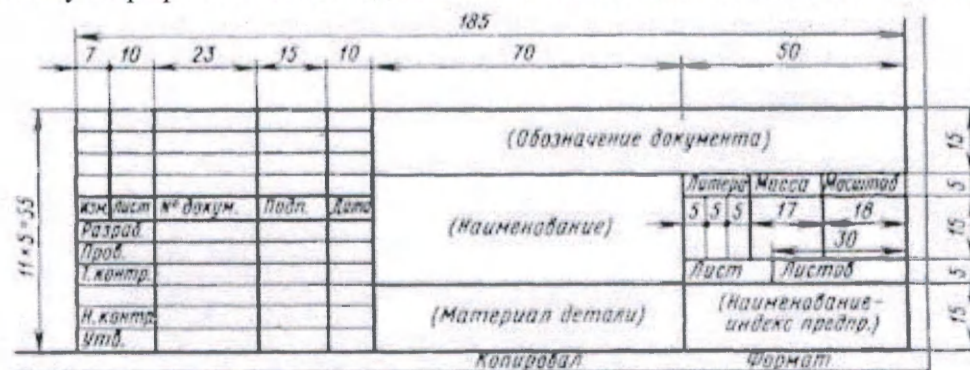 185
7 10 23 15 10 70 50
(Обозначение документа) 15
Литера Масса Масштаб 5
Изм Лист № докум. Подп. Дата
5 5 5 17 18 15
11×5=55
Разраб.
(Наименование)
Пров.
30
Т.контр.
Лист Листов 5
(Материал детали) (Наименование-
индекс предпр.) 15
Н.контр.
Утв.
Копировал Формат